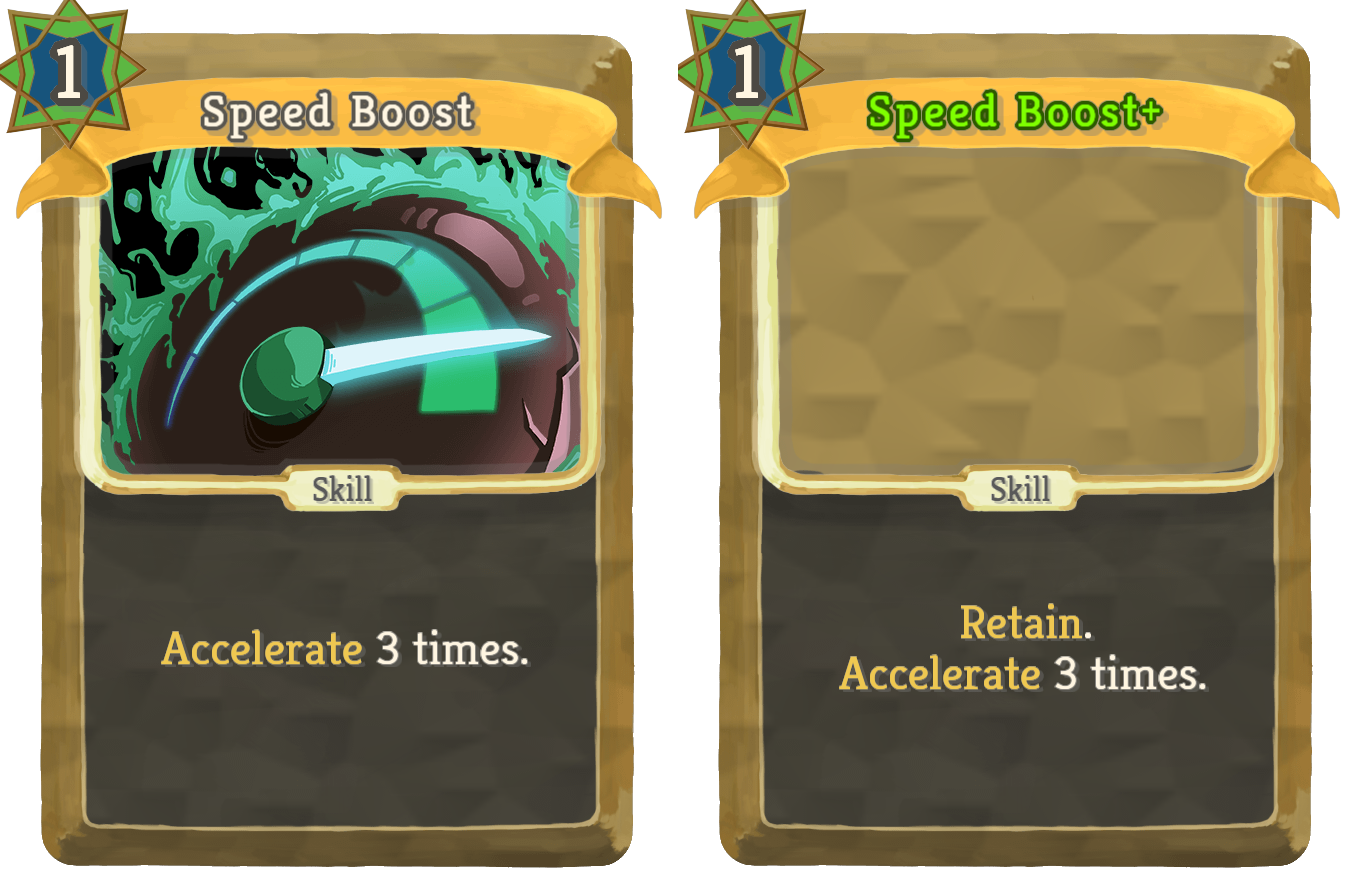 1
Speed Boost
Skill
Accelerate 3 times.
1
Speed Boost+
Skill
Retain.
Accelerate 3 times.